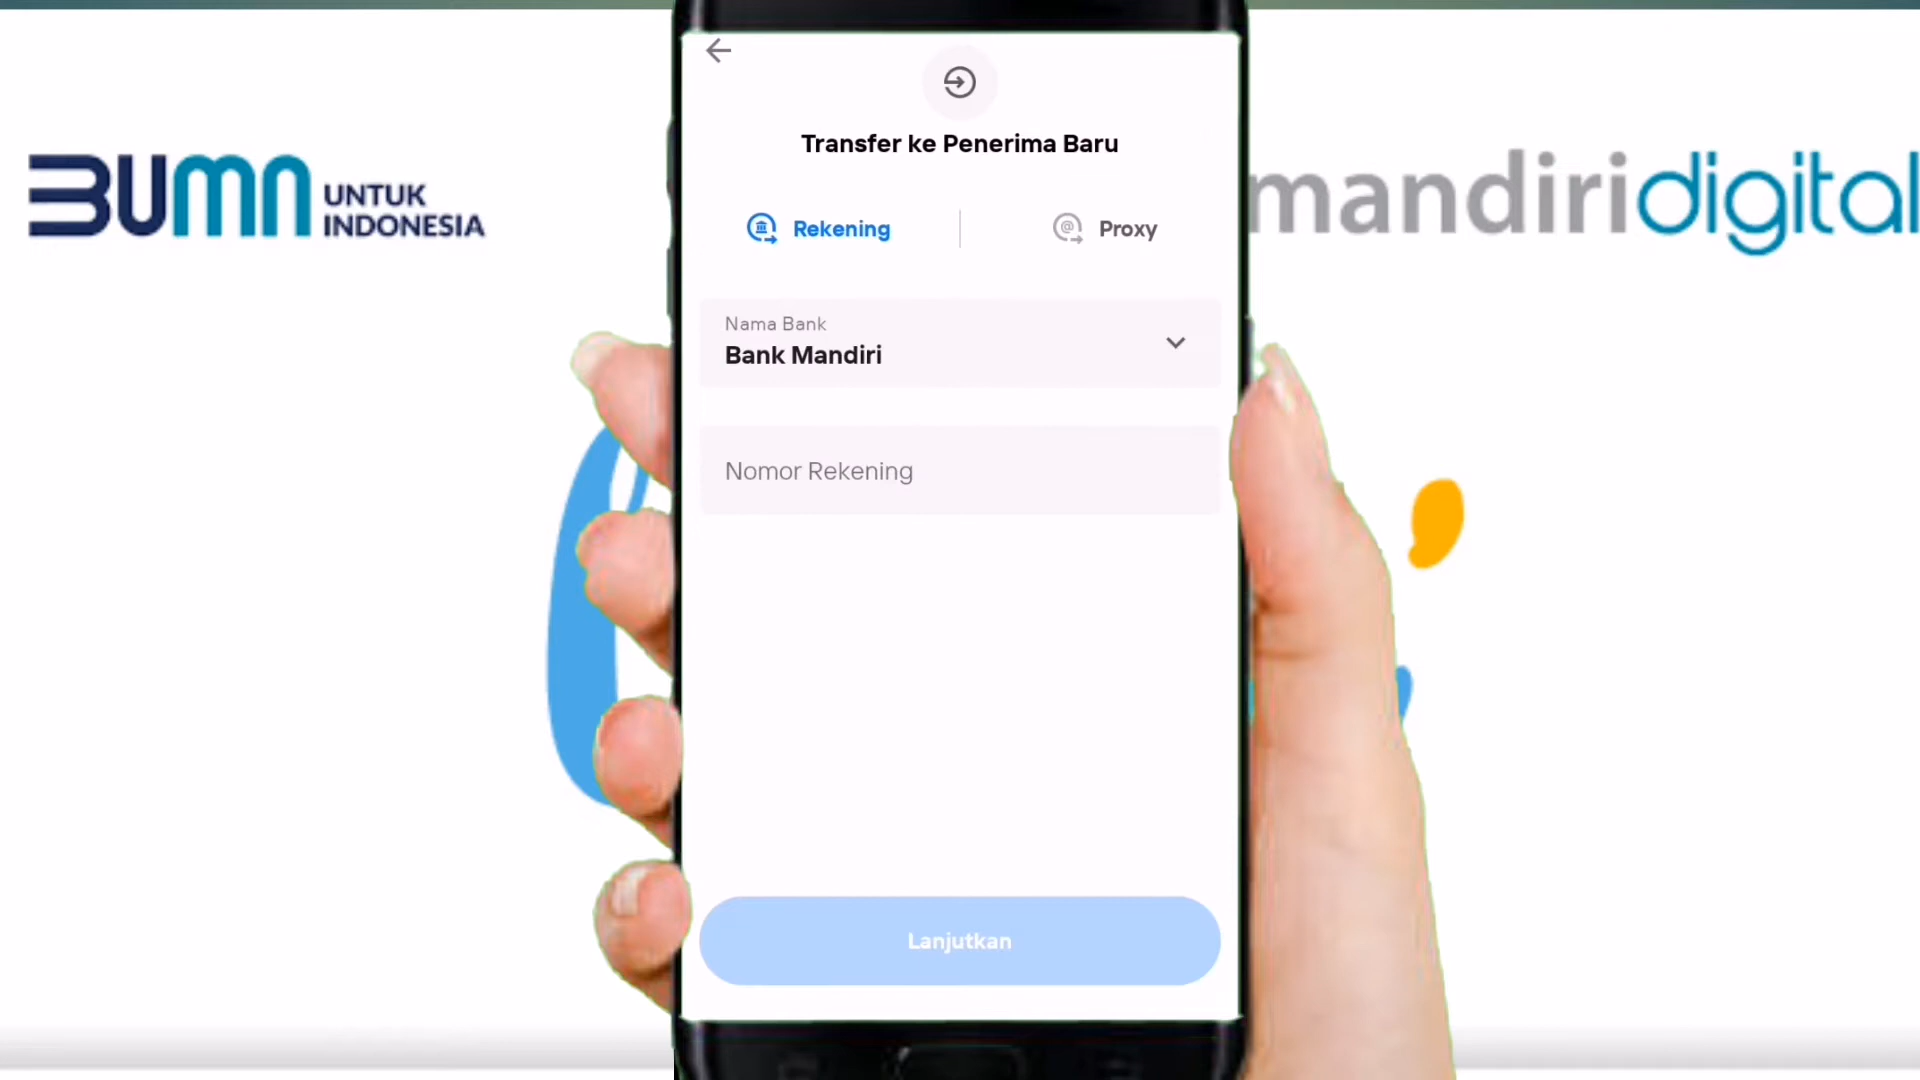 BUMN UNTUK
INDONESIA
mandiridigital
Transfer ke Penerima Baru
Rekening
Proxy
Nama Bank
Bank Mandiri
Nomor Rekening
Lanjutkan